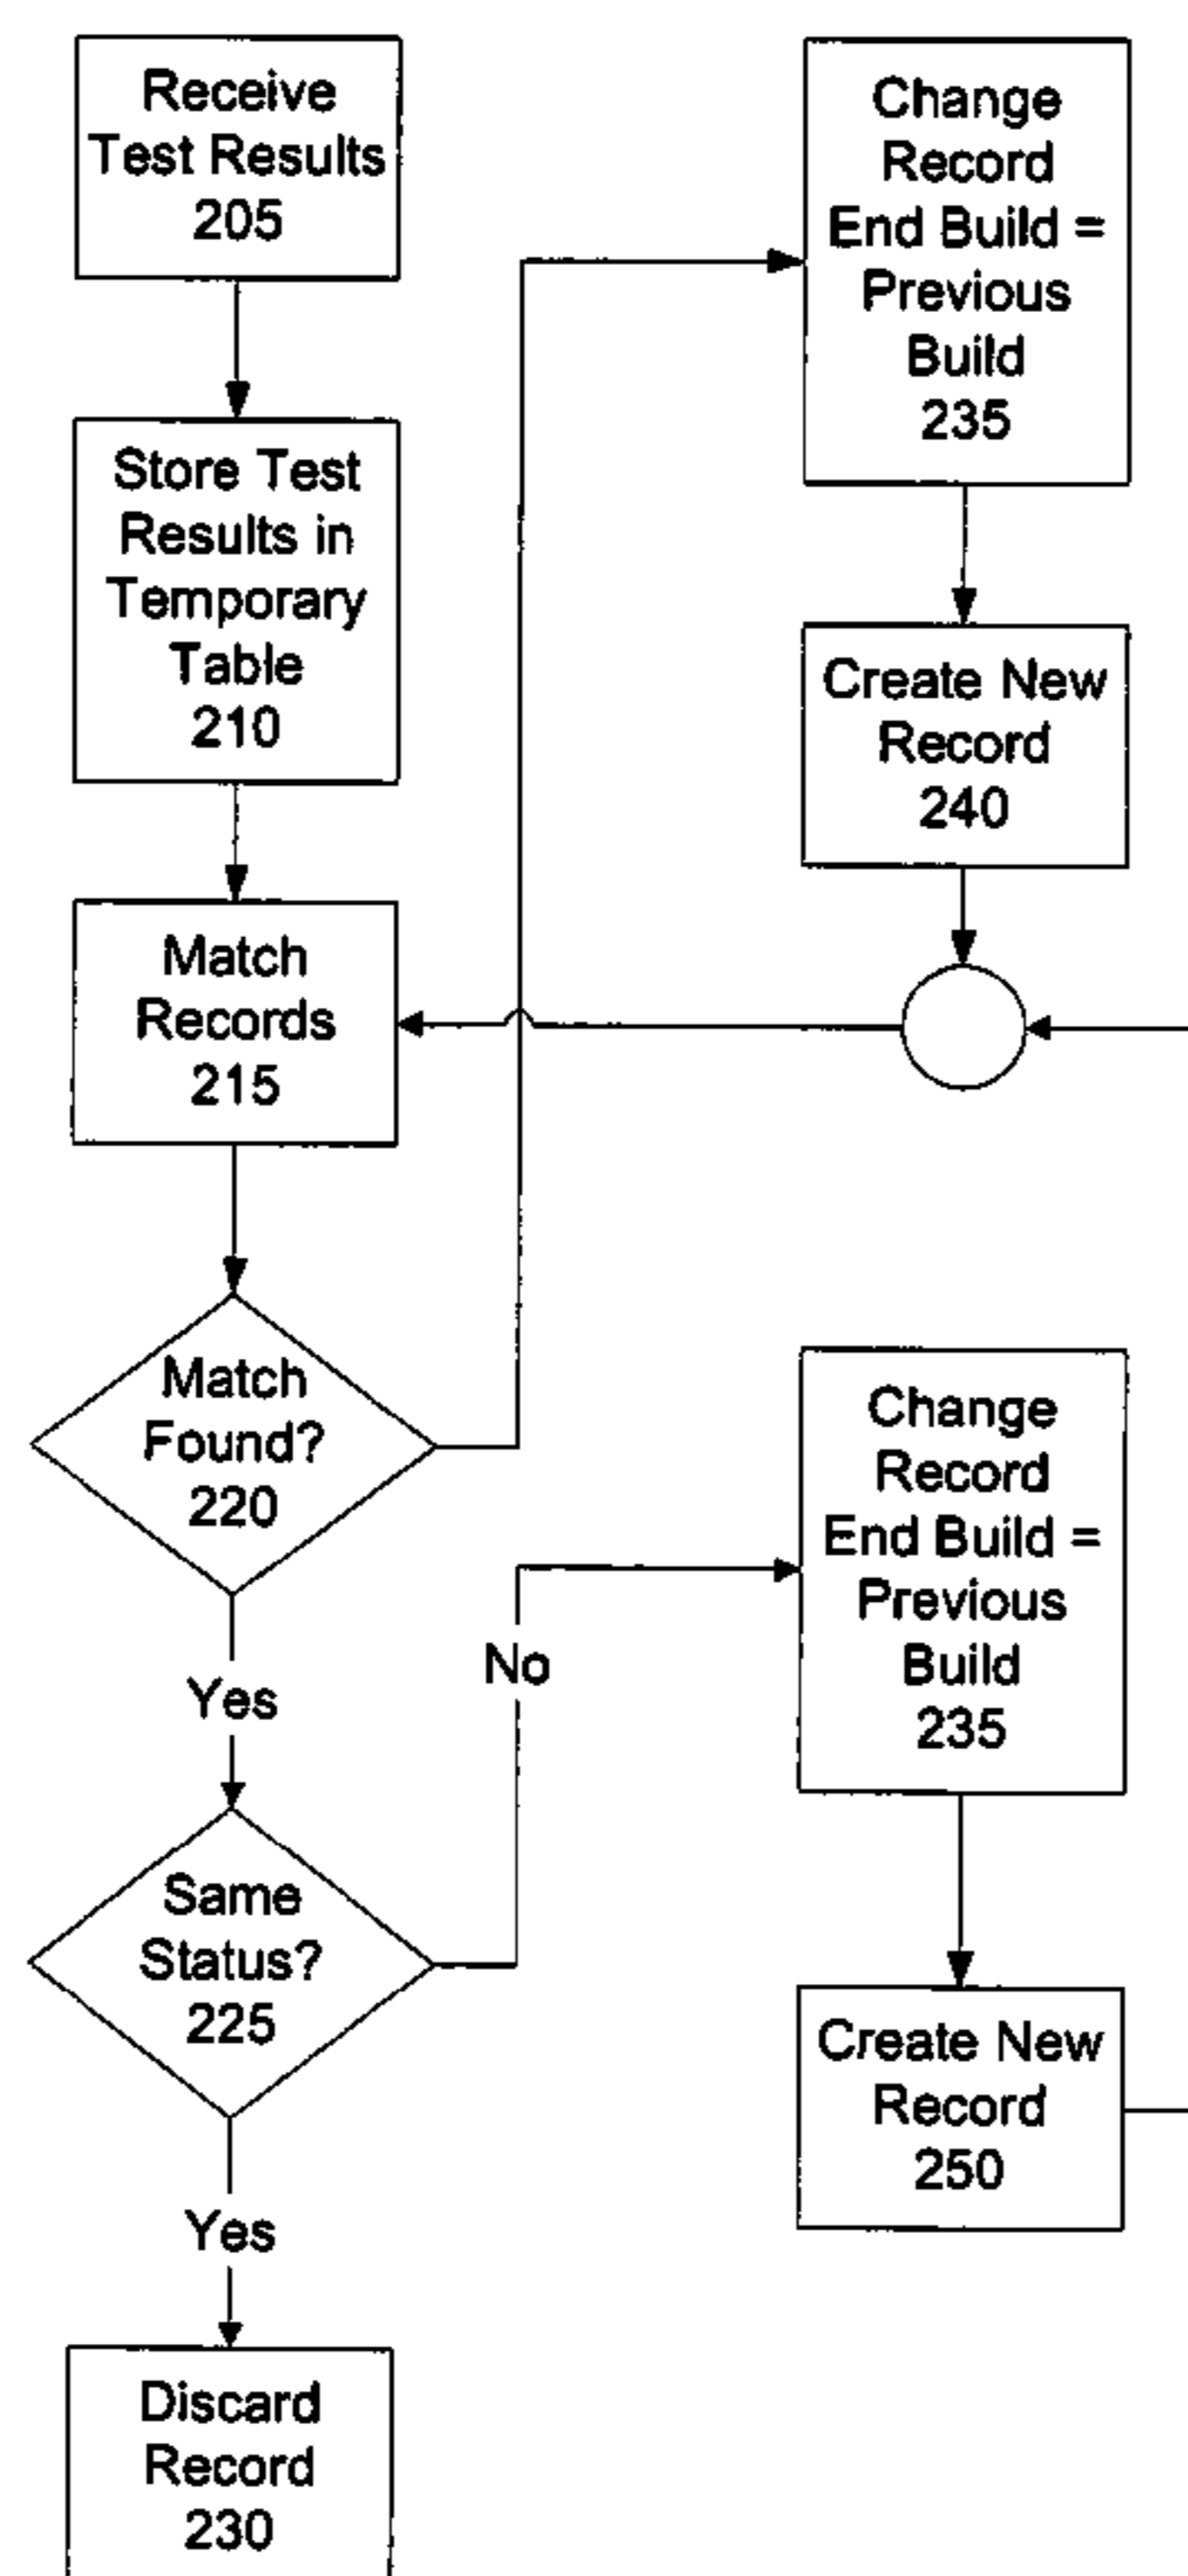 Receive
Test Results
205
Store Test
Results in
Temporary
Table
210
Match
Records
215
Match
Found?
220
Yes
Same
Status?
225
Yes
Discard
Record
230
Change
Record
End Build =
Previous
Build
235
Create New
Record
240
No
Change
Record
End Build =
Previous
Build
235
Create New
Record
250